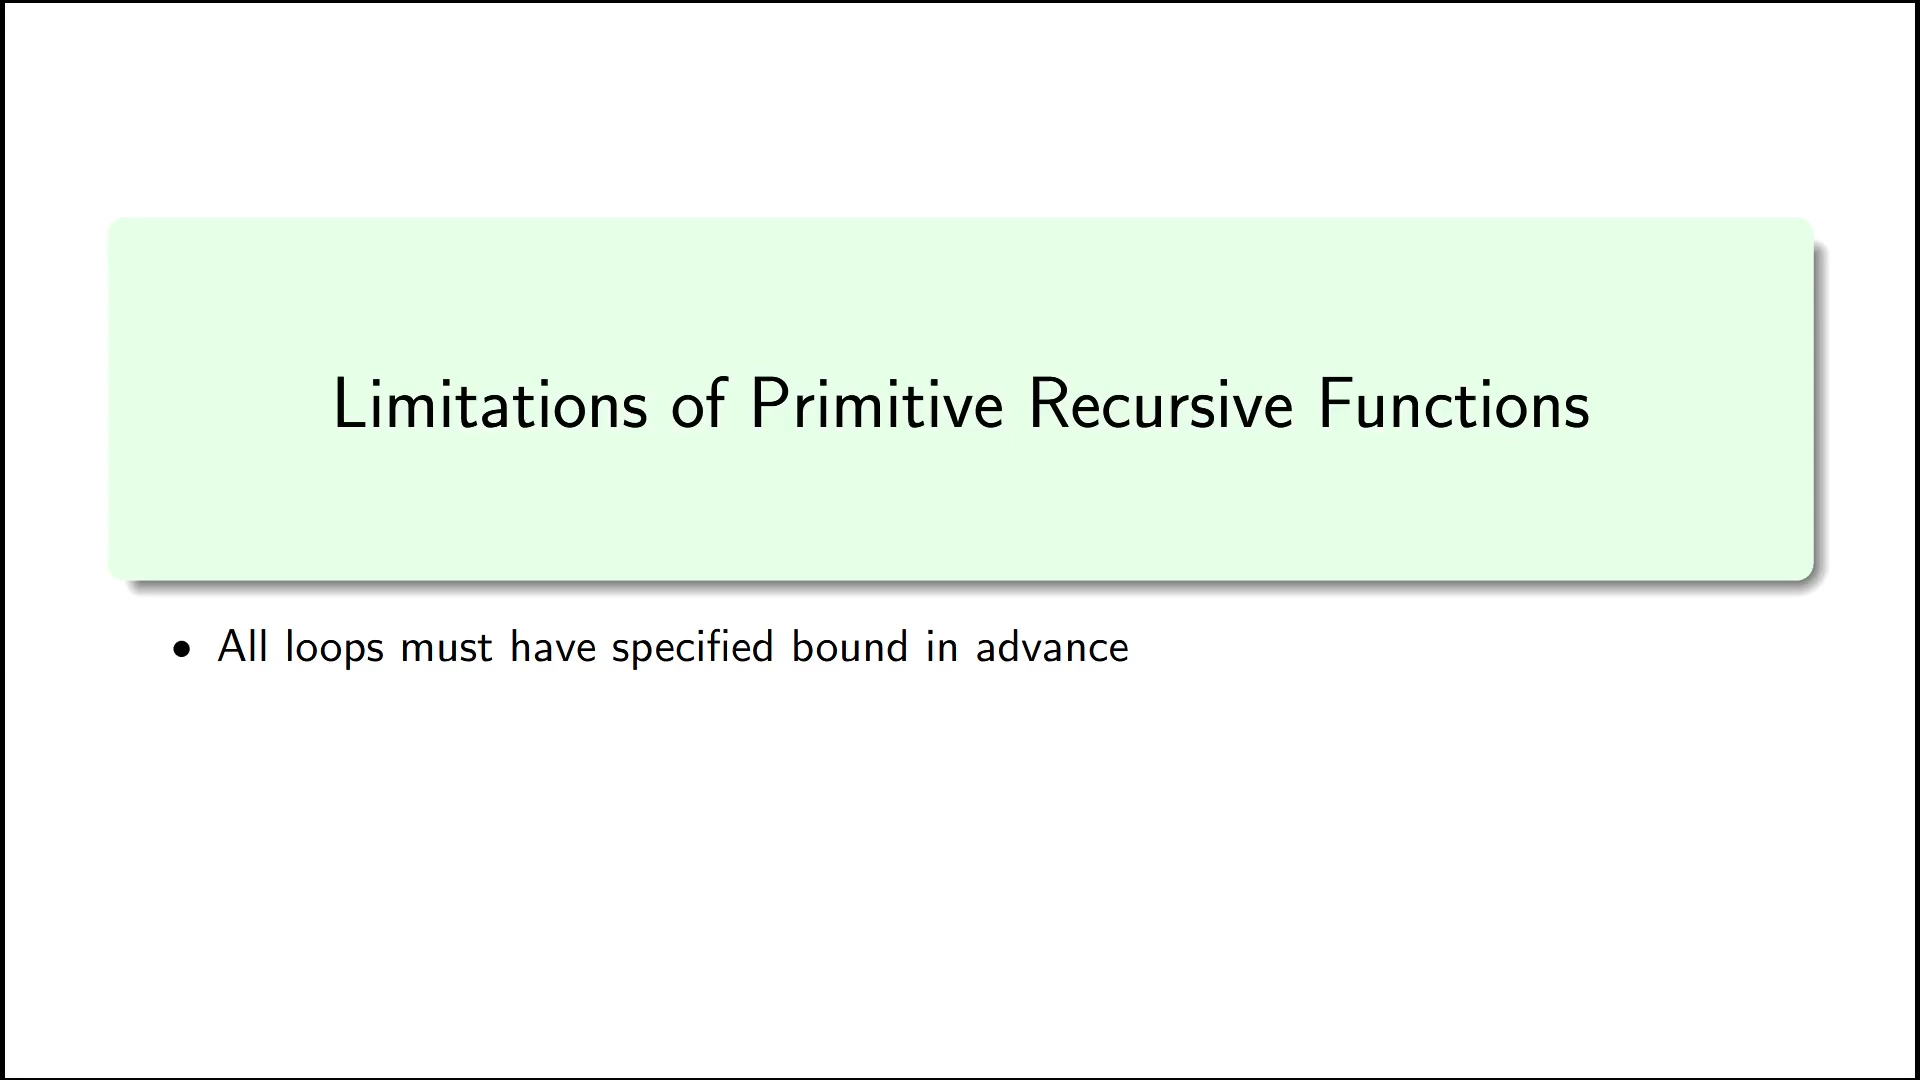 Limitations of Primitive Recursive Functions
• All loops must have specified bound in advance